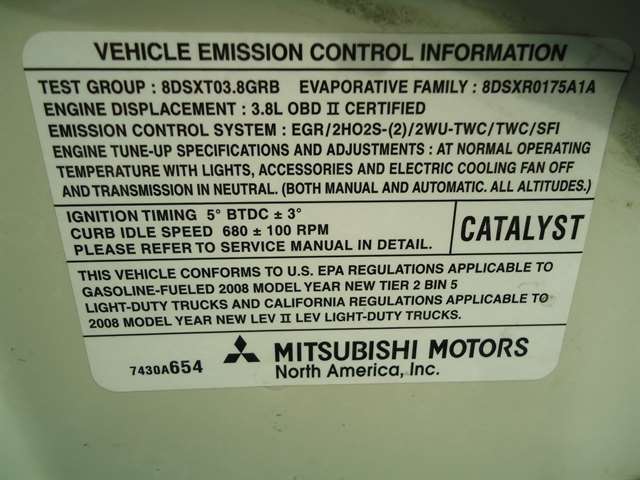 VEHICLE EMISSION CONTROL INFORMATION
TEST GROUP : 8DSXT03.8GRB EVAPORATIVE FAMILY : 8DSXR0175A1A
ENGINE DISPLACEMENT : 3.8L OBD II CERTIFIED
EMISSION CONTROL SYSTEM : EGR/2HO2S-(2)/2WU-TWC/TWC/SFI
ENGINE TUNE-UP SPECIFICATIONS AND ADJUSTMENTS : AT NORMAL OPERATING
TEMPERATURE WITH LIGHTS, ACCESSORIES AND ELECTRIC COOLING FAN OFF
AND TRANSMISSION IN NEUTRAL. (BOTH MANUAL AND AUTOMATIC. ALL ALTITUDES.)
IGNITION TIMING 5° BTDC ± 3°
CURB IDLE SPEED 680 ± 100 RPM
PLEASE REFER TO SERVICE MANUAL IN DETAIL.
CATALYST
THIS VEHICLE CONFORMS TO U.S. EPA REGULATIONS APPLICABLE TO
GASOLINE-FUELED 2008 MODEL YEAR NEW TIER 2 BIN 5
LIGHT-DUTY TRUCKS AND CALIFORNIA REGULATIONS APPLICABLE TO
2008 MODEL YEAR NEW LEV II LEV LIGHT-DUTY TRUCKS.
7430A654 MITSUBISHI MOTORS
North America, Inc.